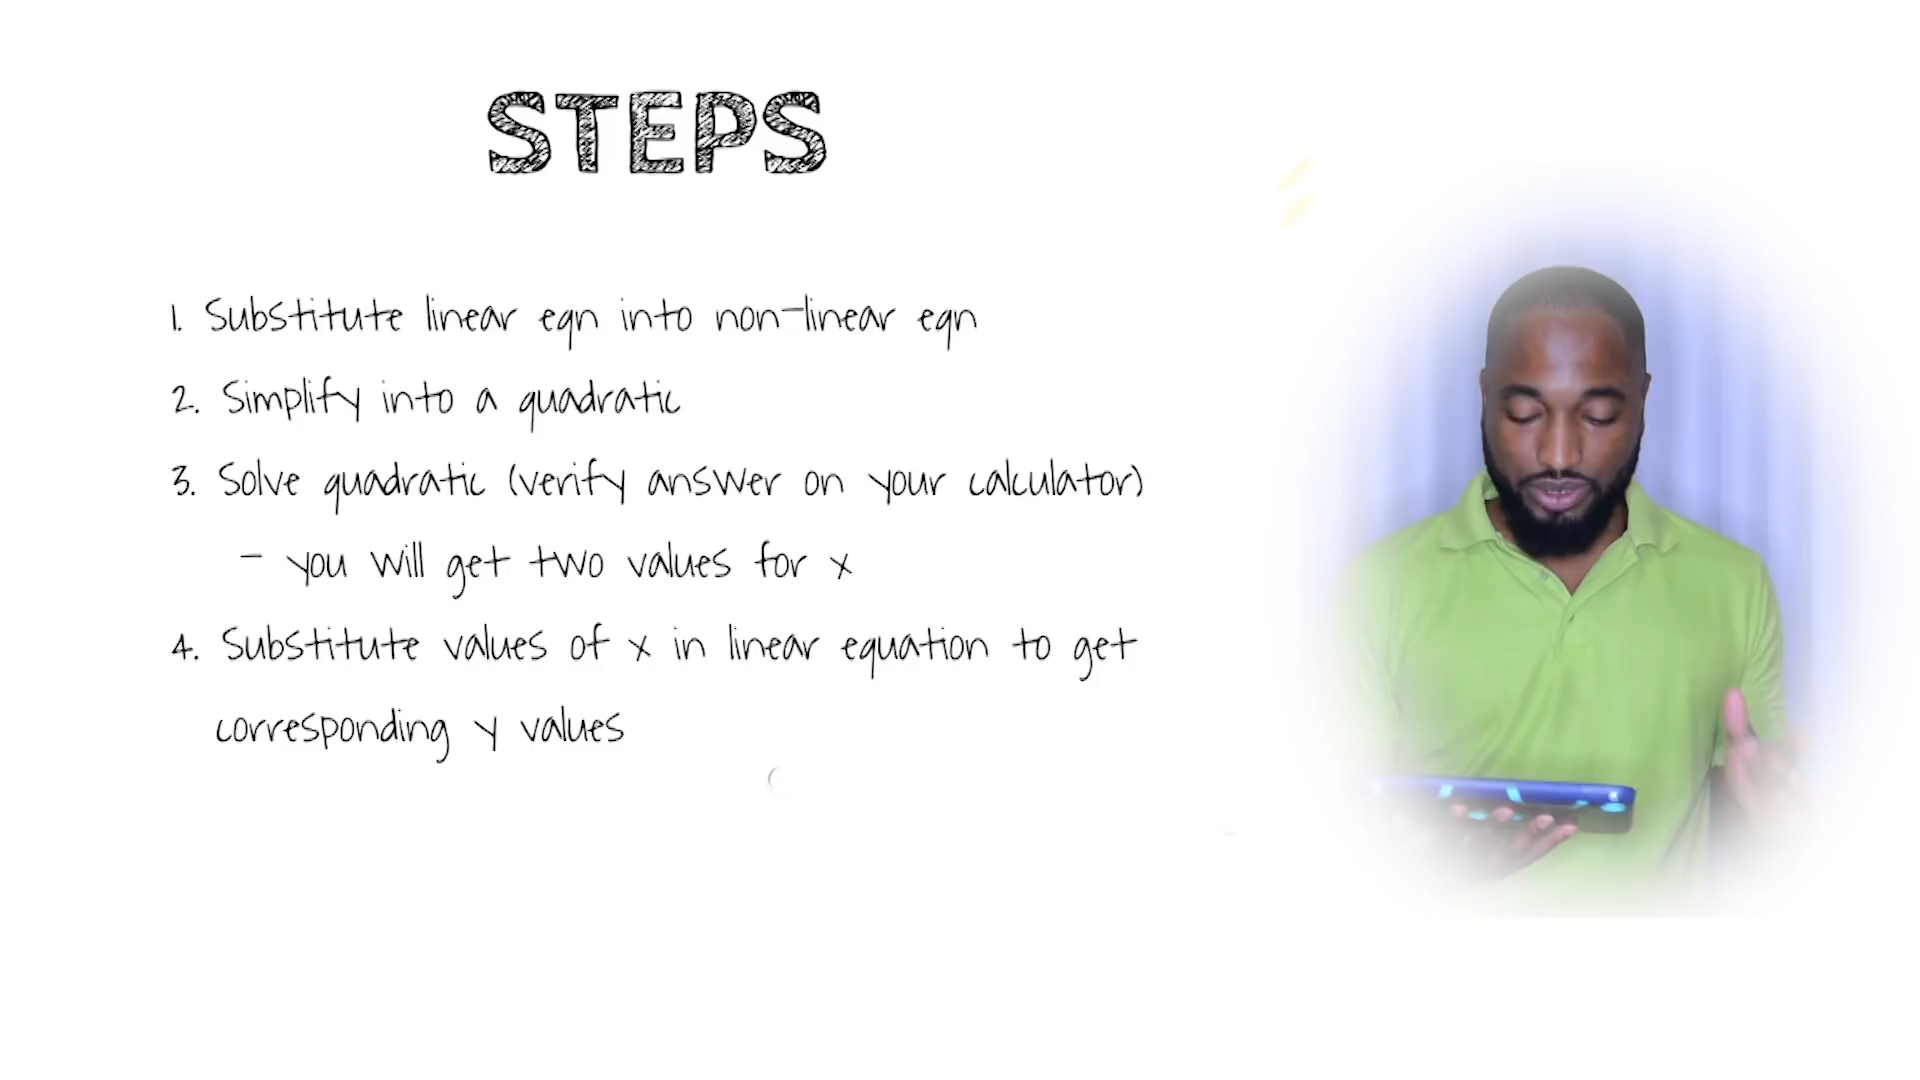 STEPS
1. Substitute linear eqn into non-linear eqn
2. Simplify into a quadratic
3. Solve quadratic (verify answer on your calculator)
- you will get two values for x
4. Substitute values of x in linear equation to get
corresponding y values